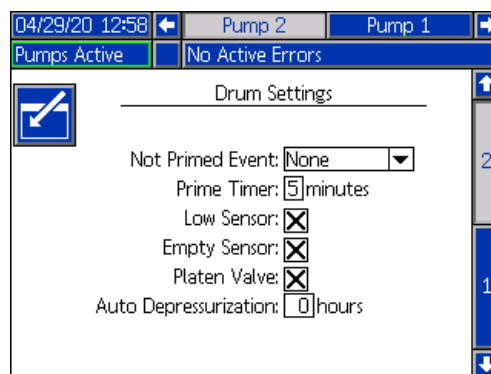 04/29/20 12:58 Pump 2 Pump 1
Pumps Active No Active Errors
Drum Settings
Not Primed Event: None
2
Prime Timer: 5 minutes
Low Sensor:
Empty Sensor:
Platen Valve:
1
Auto Depressurization: 0 hours